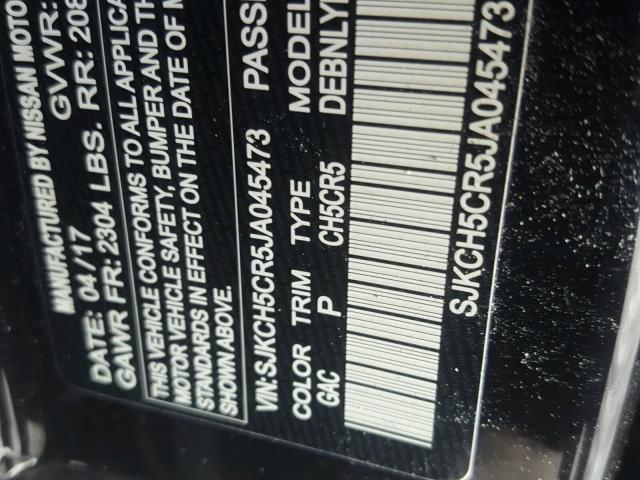 MANUFACTURED BY NISSAN MOTO
DATE: 04/17 GVWR:
GAWR FR: 2304 LBS. RR: 208
THIS VEHICLE CONFORMS TO ALL APPLICA
MOTOR VEHICLE SAFETY, BUMPER AND TH
STANDARDS IN EFFECT ON THE DATE OF M
SHOWN ABOVE.
VIN:SJKCH5CR5JA045473 PASSE
COLOR TRIM TYPE MODEL
GAC P CH5CR5 DEBNLY
SJKCH5CR5JA045473